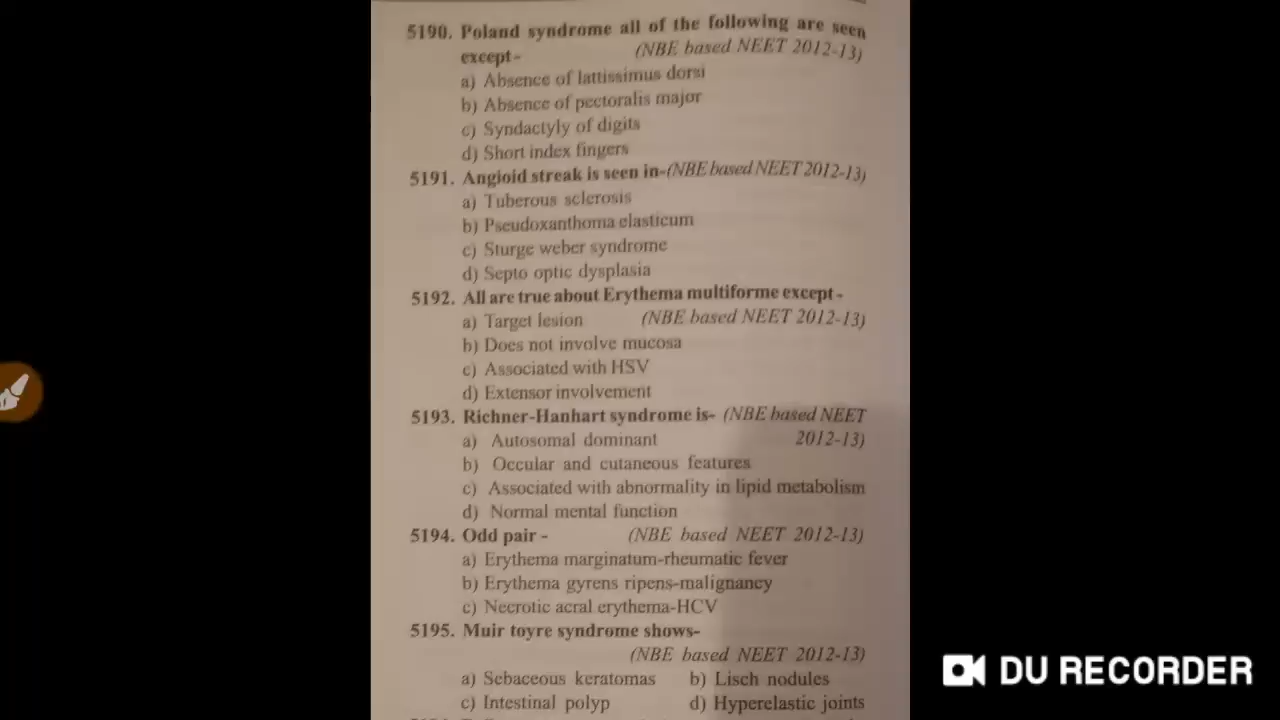 5190. Poland syndrome all of the following are seen
except - (NBE based NEET 2012-13)
a) Absence of lattissimus dorsi
b) Absence of pectoralis major
c) Syndactyly of digits
d) Short index fingers
5191. Angioid streak is seen in-(NBE based NEET 2012-13)
a) Tuberous sclerosis
b) Pseudoxanthoma elasticum
c) Sturge weber syndrome
d) Septo optic dysplasia
5192. All are true about Erythema multiforme except -
a) Target lesion (NBE based NEET 2012-13)
b) Does not involve mucosa
c) Associated with HSV
d) Extensor involvement
5193. Richner-Hanhart syndrome is- (NBE based NEET
a) Autosomal dominant 2012-13)
b) Occular and cutaneous features
c) Associated with abnormality in lipid metabolism
d) Normal mental function
5194. Odd pair - (NBE based NEET 2012-13)
a) Erythema marginatum-rheumatic fever
b) Erythema gyrens ripens-malignancy
c) Necrotic acral erythema-HCV
5195. Muir toyre syndrome shows-
(NBE based NEET 2012-13)
a) Sebaceous keratomas b) Lisch nodules
c) Intestinal polyp d) Hyperelastic joints
DU RECORDER